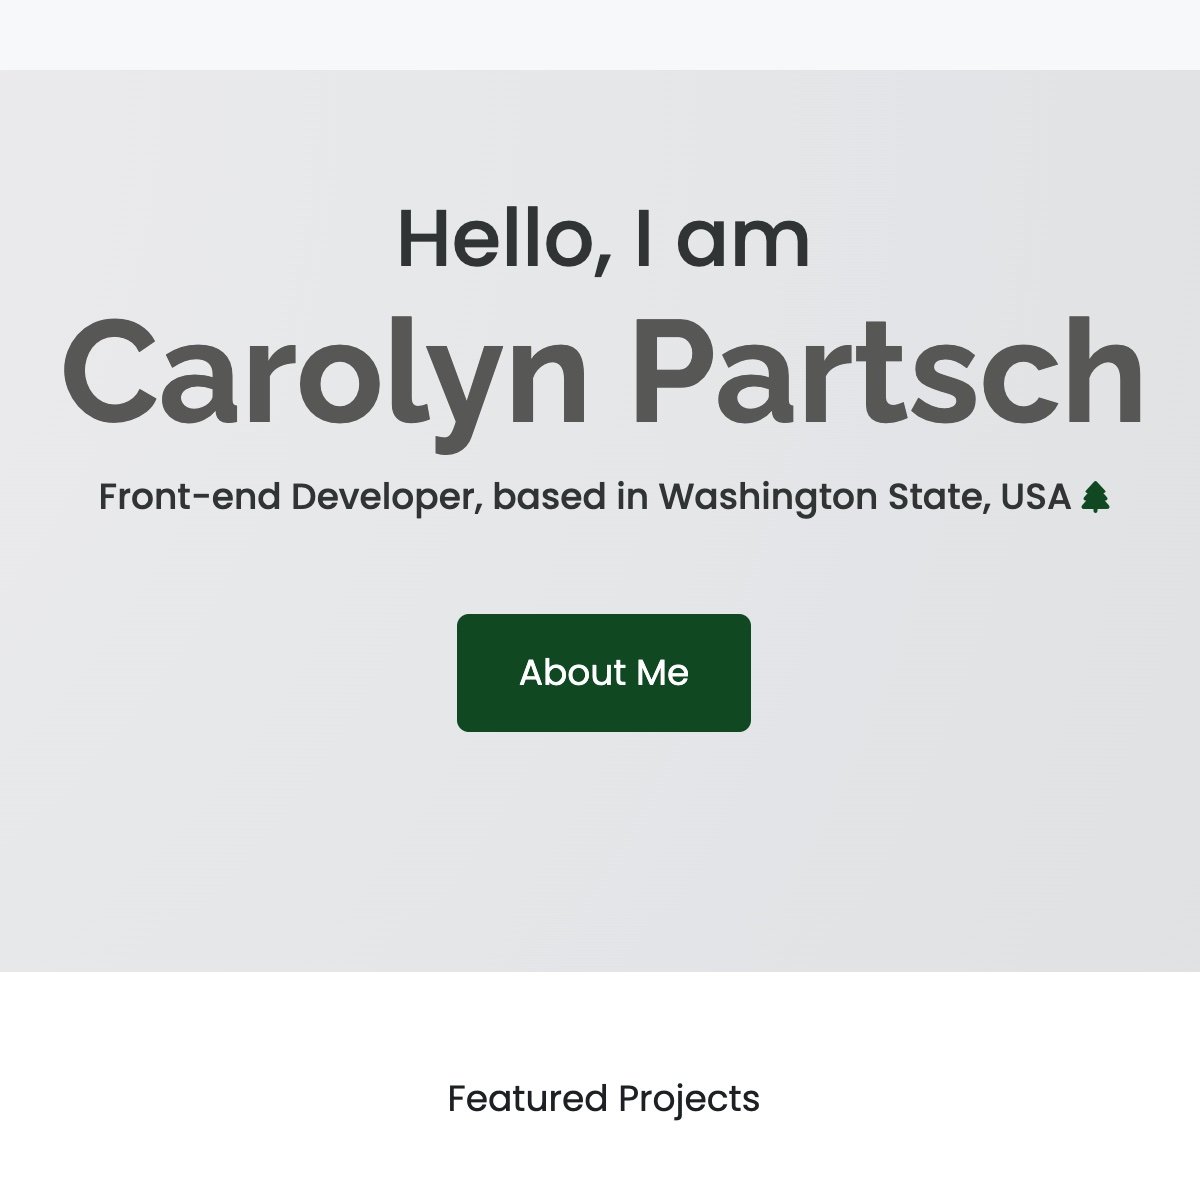 Hello, I am
Carolyn Partsch
Front-end Developer, based in Washington State, USA
About Me
Featured Projects